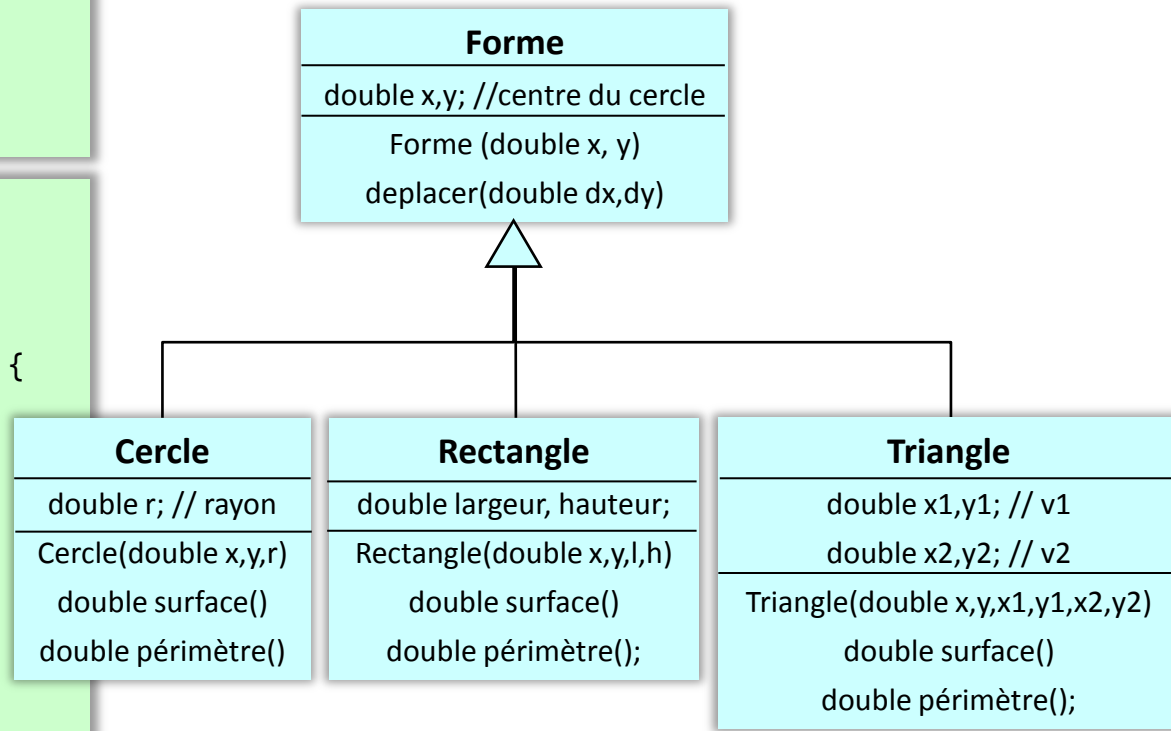 Forme
double x,y; //centre du cercle
Forme (double x, y)
deplacer(double dx,dy)
{
Cercle
double r; // rayon
Cercle(double x,y,r)
double surface()
double périmètre()
Rectangle
double largeur, hauteur;
Rectangle(double x,y,l,h)
double surface()
double périmètre();
Triangle
double x1,y1; // v1
double x2,y2; // v2
Triangle(double x,y,x1,y1,x2,y2)
double surface()
double périmètre();